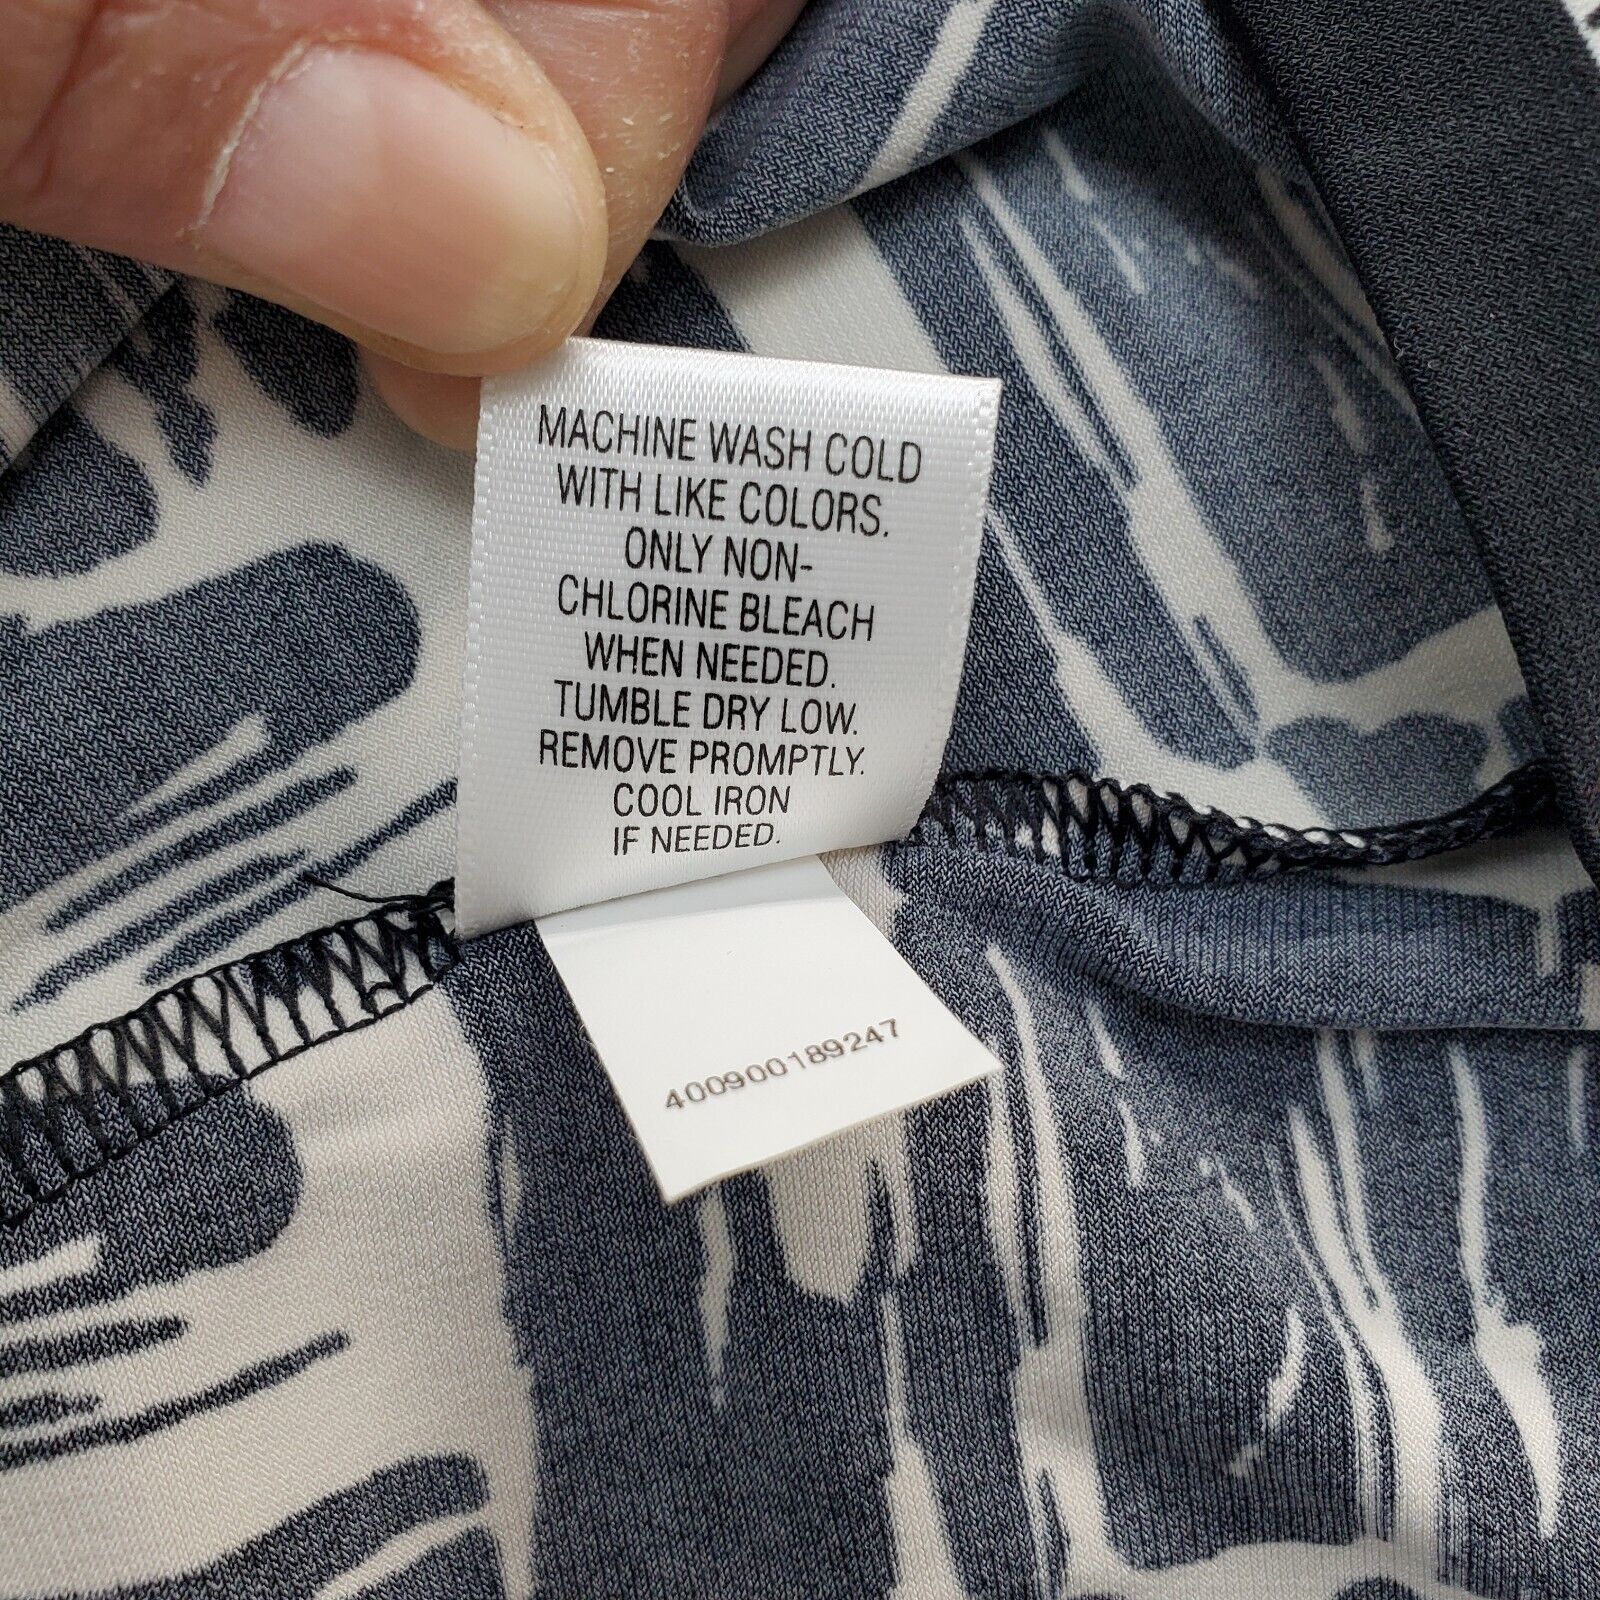 MACHINE WASH COLD
WITH LIKE COLORS.
ONLY NON-
CHLORINE BLEACH
WHEN NEEDED.
TUMBLE DRY LOW.
REMOVE PROMPTLY.
COOL IRON
IF NEEDED.
400900189247